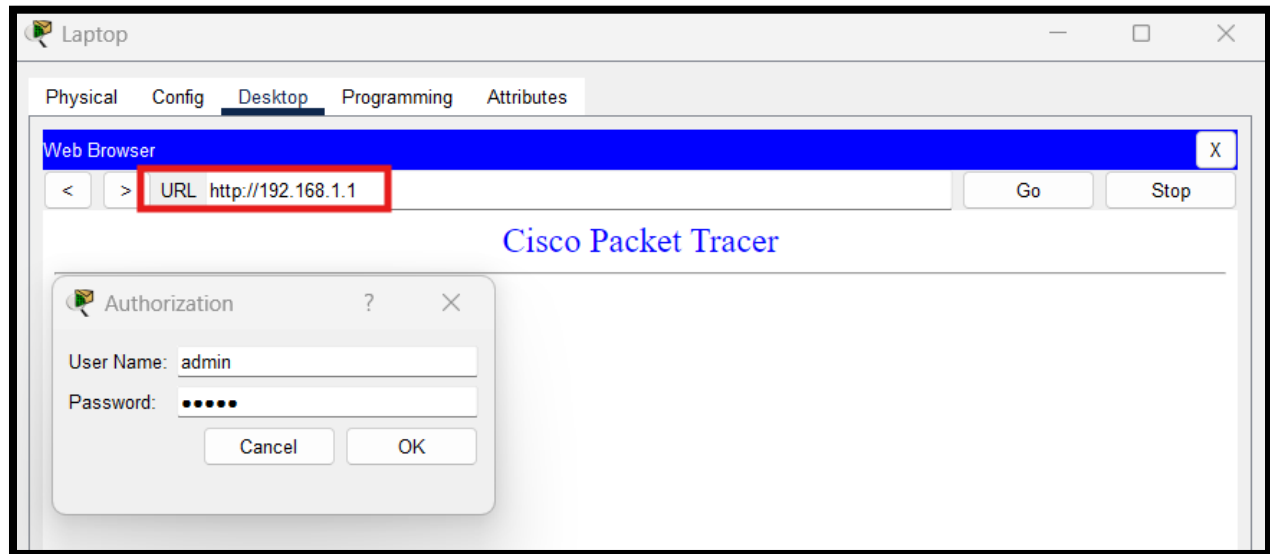 Laptop
Physical Config Desktop Programming Attributes
Web Browser X
< > URL http://192.168.1.1 Go Stop
Cisco Packet Tracer
Authorization ?
User Name: admin
Password: •••••
Cancel OK